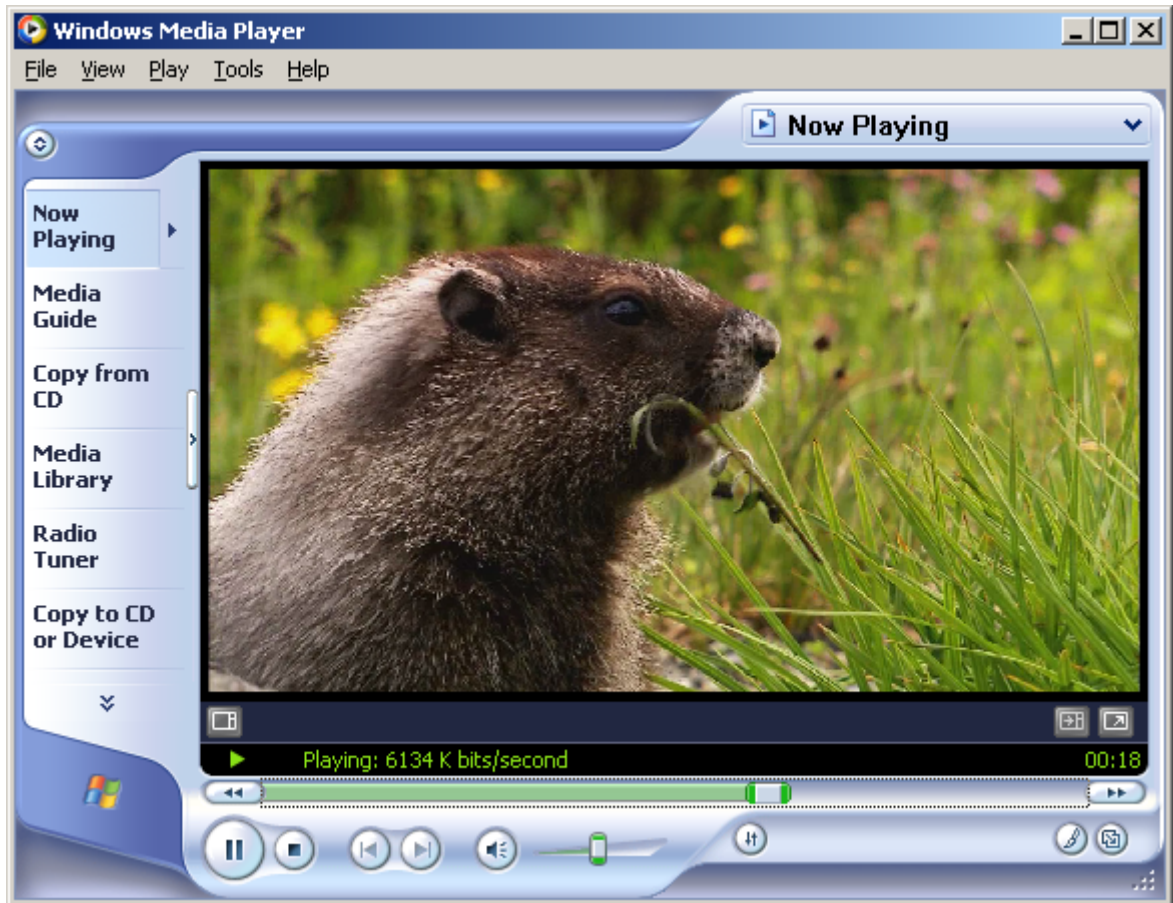 Windows Media Player
File View Play Tools Help
Now Playing
Now
Playing
Media
Guide
Copy from
CD
Media
Library
Radio
Tuner
Copy to CD
or Device
Playing: 6134 K bits/second
00:18